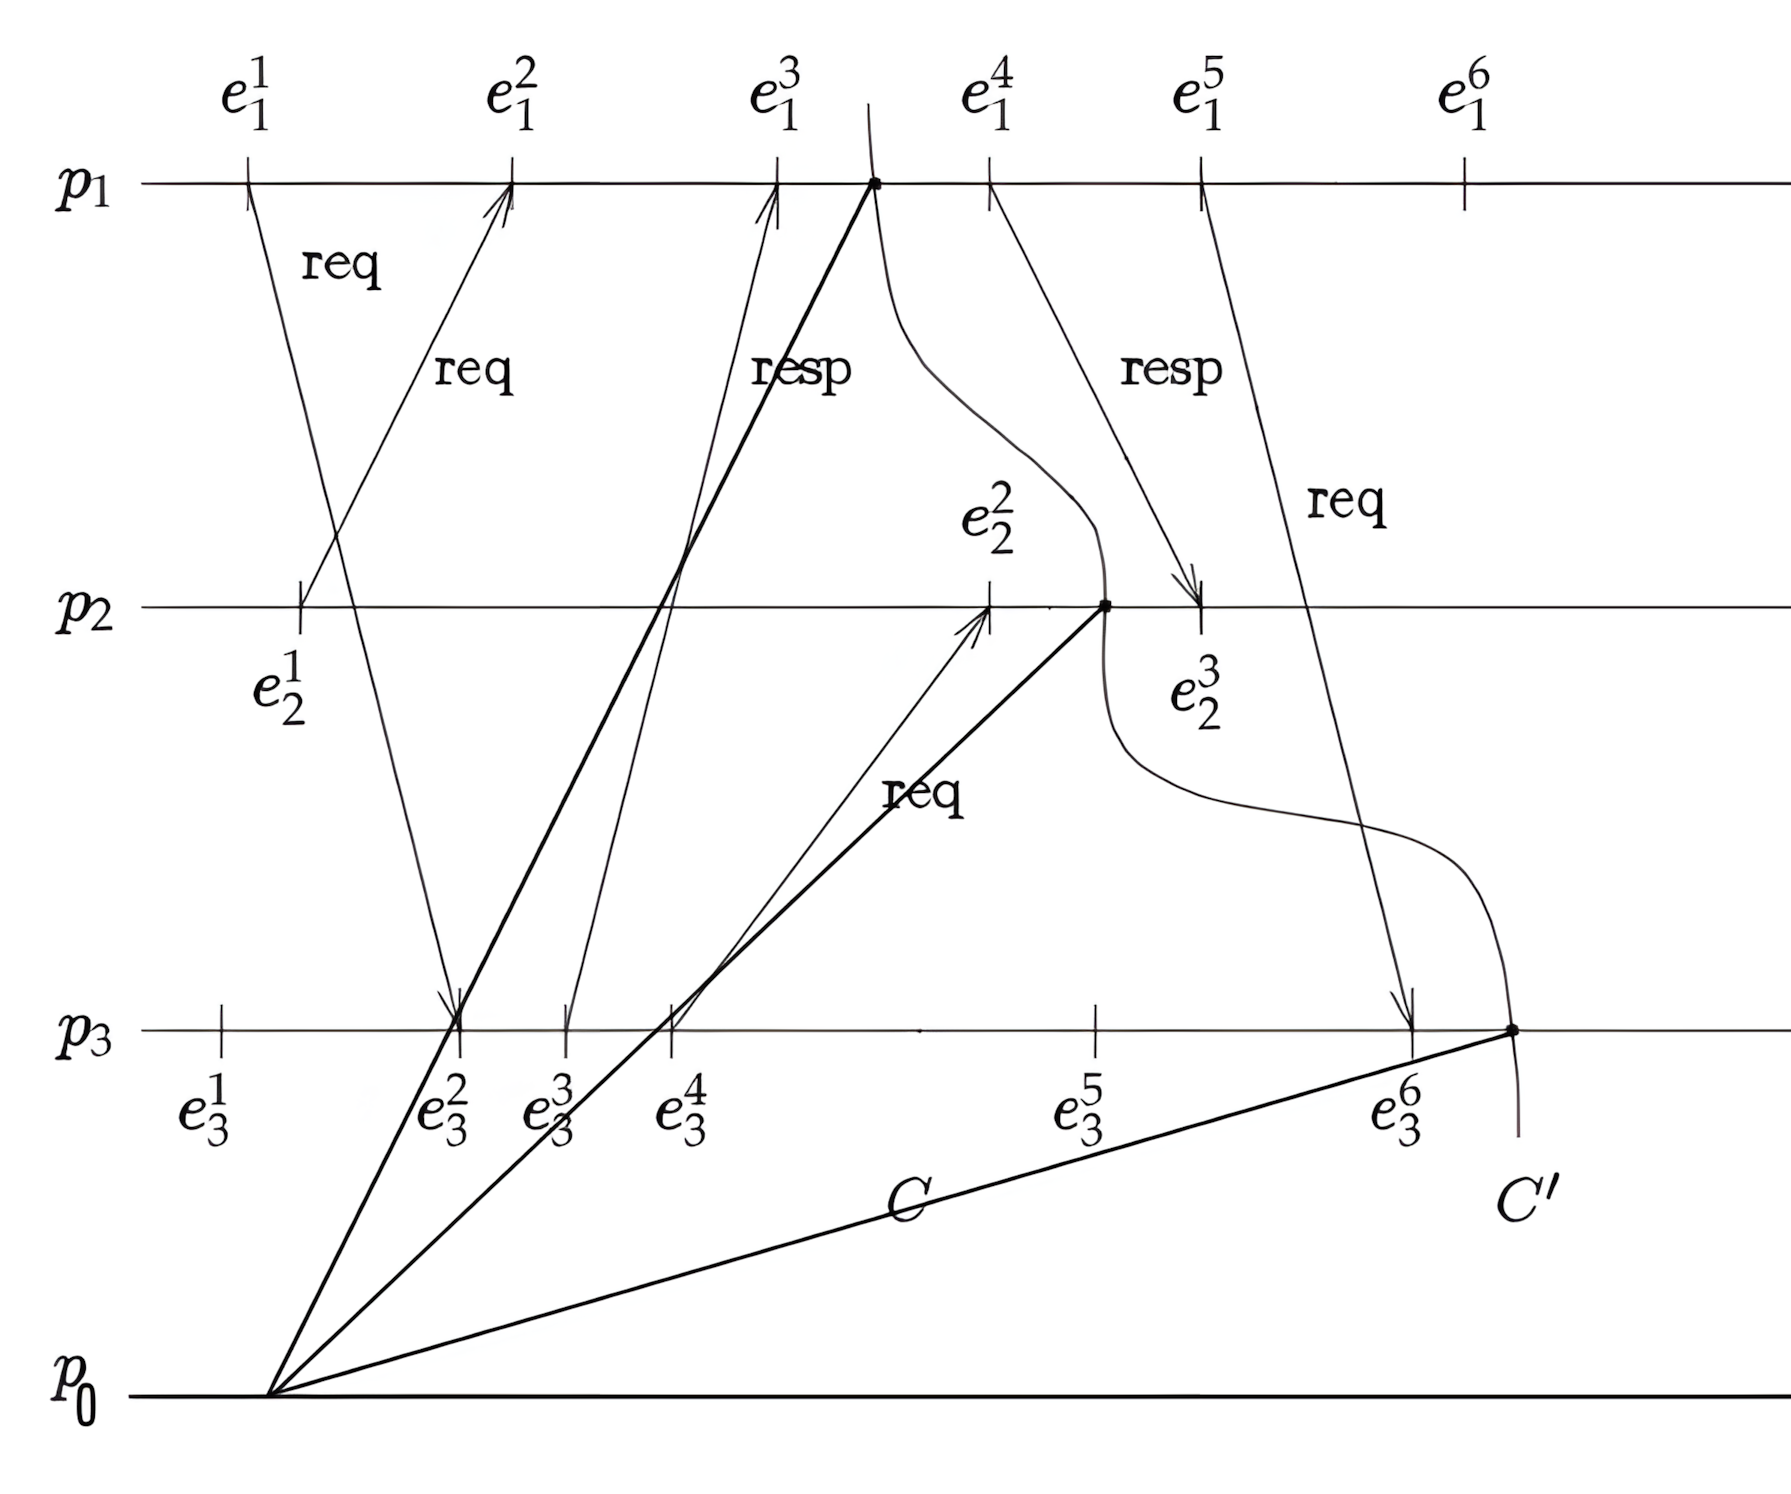 e_1^1 e_1^2 e_1^3 e_1^4 e_1^5 e_1^6
p_1
req
req resp resp
e_2^2 req
p_2
e_2^1 e_2^3
req
p_3
e_3^1 e_3^2 e_3^3 e_3^4 e_3^5 e_3^6
C C′
p_0